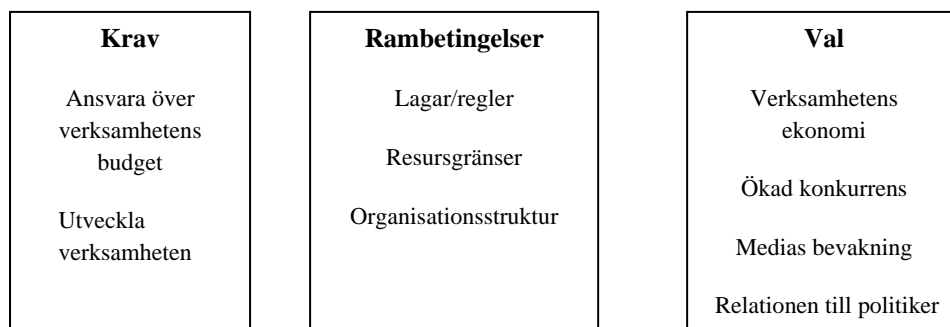 Krav
Ansvara över
verksamhetens
budget
Utveckla
verksamheten
Rambetingelser
Lagar/regler
Resursgränser
Organisationsstruktur
Val
Verksamhetens
ekonomi
Ökad konkurrens
Medias bevakning
Relationen till politiker